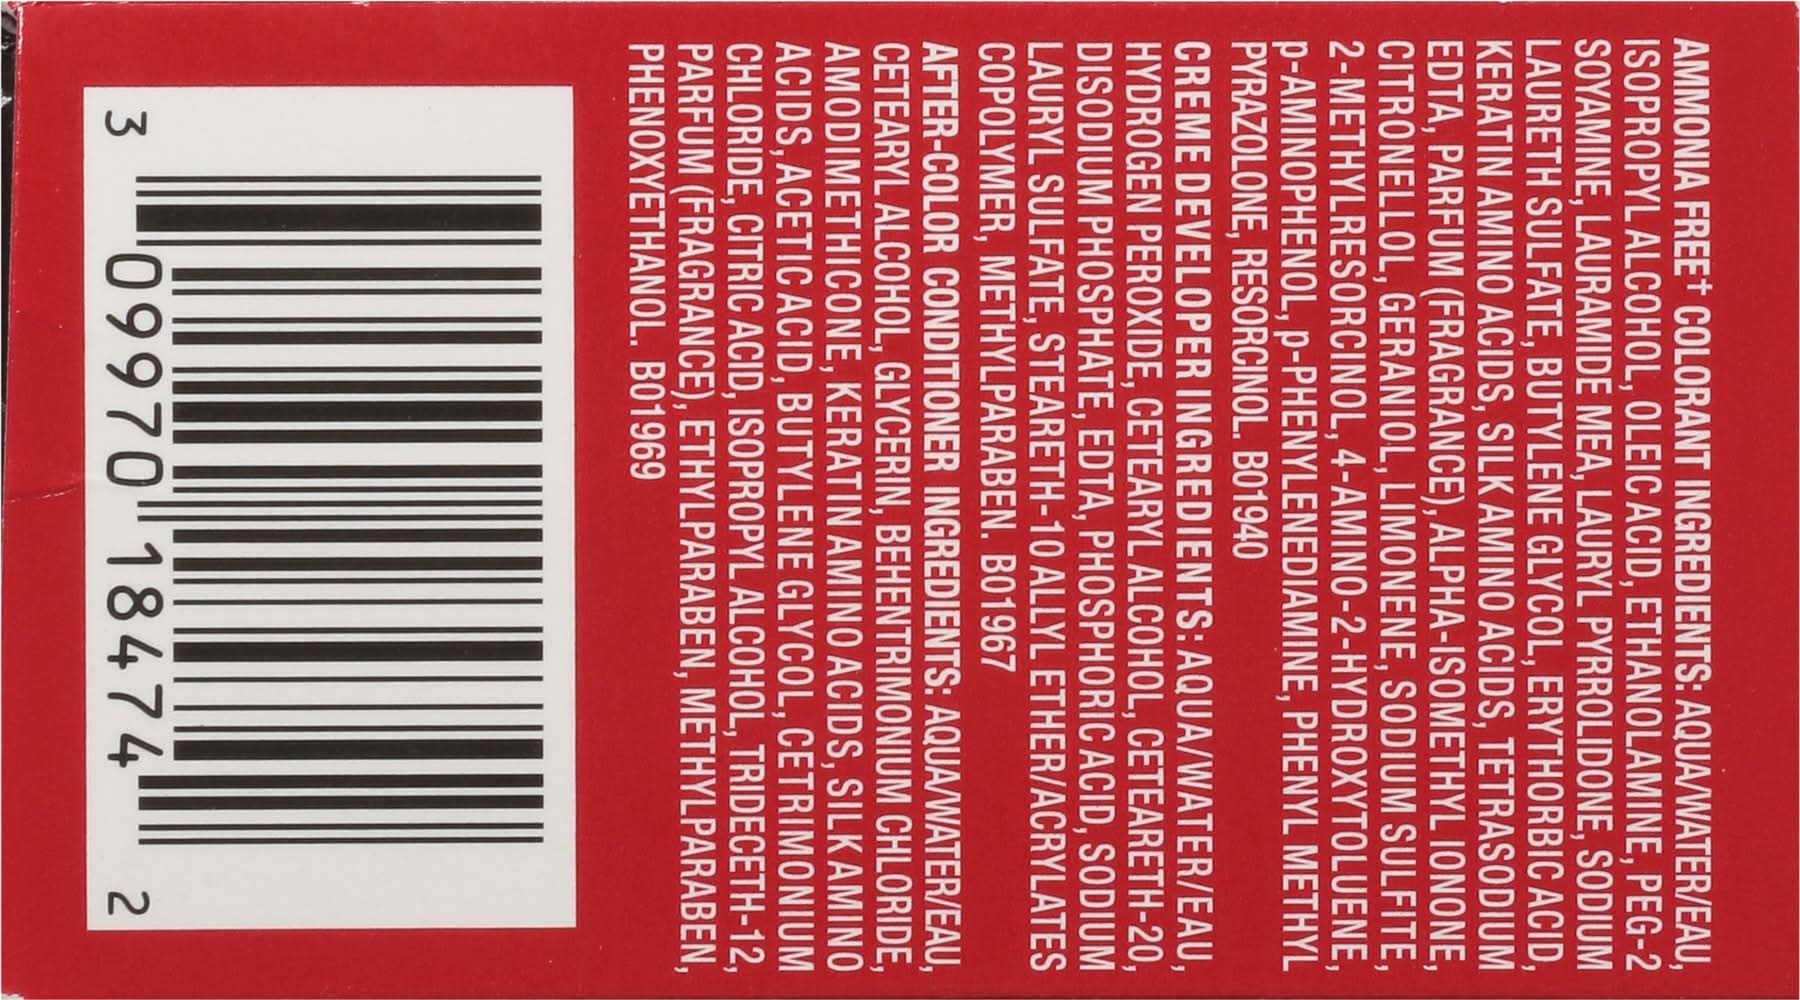 AMMONIA FREE† COLORANT INGREDIENTS: AQUA/WATER/EAU,
ISOPROPYL ALCOHOL, OLEIC ACID, ETHANOLAMINE, PEG-2
SOYAMINE, LAURAMIDE MEA, LAURYL PYRROLIDONE, SODIUM
LAURETH SULFATE, BUTYLENE GLYCOL, ERYTHORBIC ACID,
KERATIN AMINO ACIDS, SILK AMINO ACIDS, TETRASODIUM
EDTA, PARFUM (FRAGRANCE), ALPHA-ISOMETHYL IONONE,
CITRONELLOL, GERANIOL, LIMONENE, SODIUM SULFITE,
2-METHYLRESORCINOL, 4-AMINO-2-HYDROXYTOLUENE,
p-AMINOPHENOL, p-PHENYLENEDIAMINE, PHENYL METHYL
PYRAZOLONE, RESORCINOL. B01940
CREME DEVELOPER INGREDIENTS: AQUA/WATER/EAU,
HYDROGEN PEROXIDE, CETEARYL ALCOHOL, CETEARETH-20,
DISODIUM PHOSPHATE, EDTA, PHOSPHORIC ACID, SODIUM
LAURYL SULFATE, STEARETH-10 ALLYL ETHER/ACRYLATES
COPOLYMER, METHYLPARABEN. B01967
AFTER-COLOR CONDITIONER INGREDIENTS: AQUA/WATER/EAU,
CETEARYL ALCOHOL, GLYCERIN, BEHENTRIMONIUM CHLORIDE,
AMODIMETHICONE, KERATIN AMINO ACIDS, SILK AMINO
ACIDS, ACETIC ACID, BUTYLENE GLYCOL, CETRIMONIUM
CHLORIDE, CITRIC ACID, ISOPROPYL ALCOHOL, TRIDECETH-12,
PARFUM (FRAGRANCE), ETHYLPARABEN, METHYLPARABEN,
PHENOXYETHANOL. B01969
3 09970 18474 2